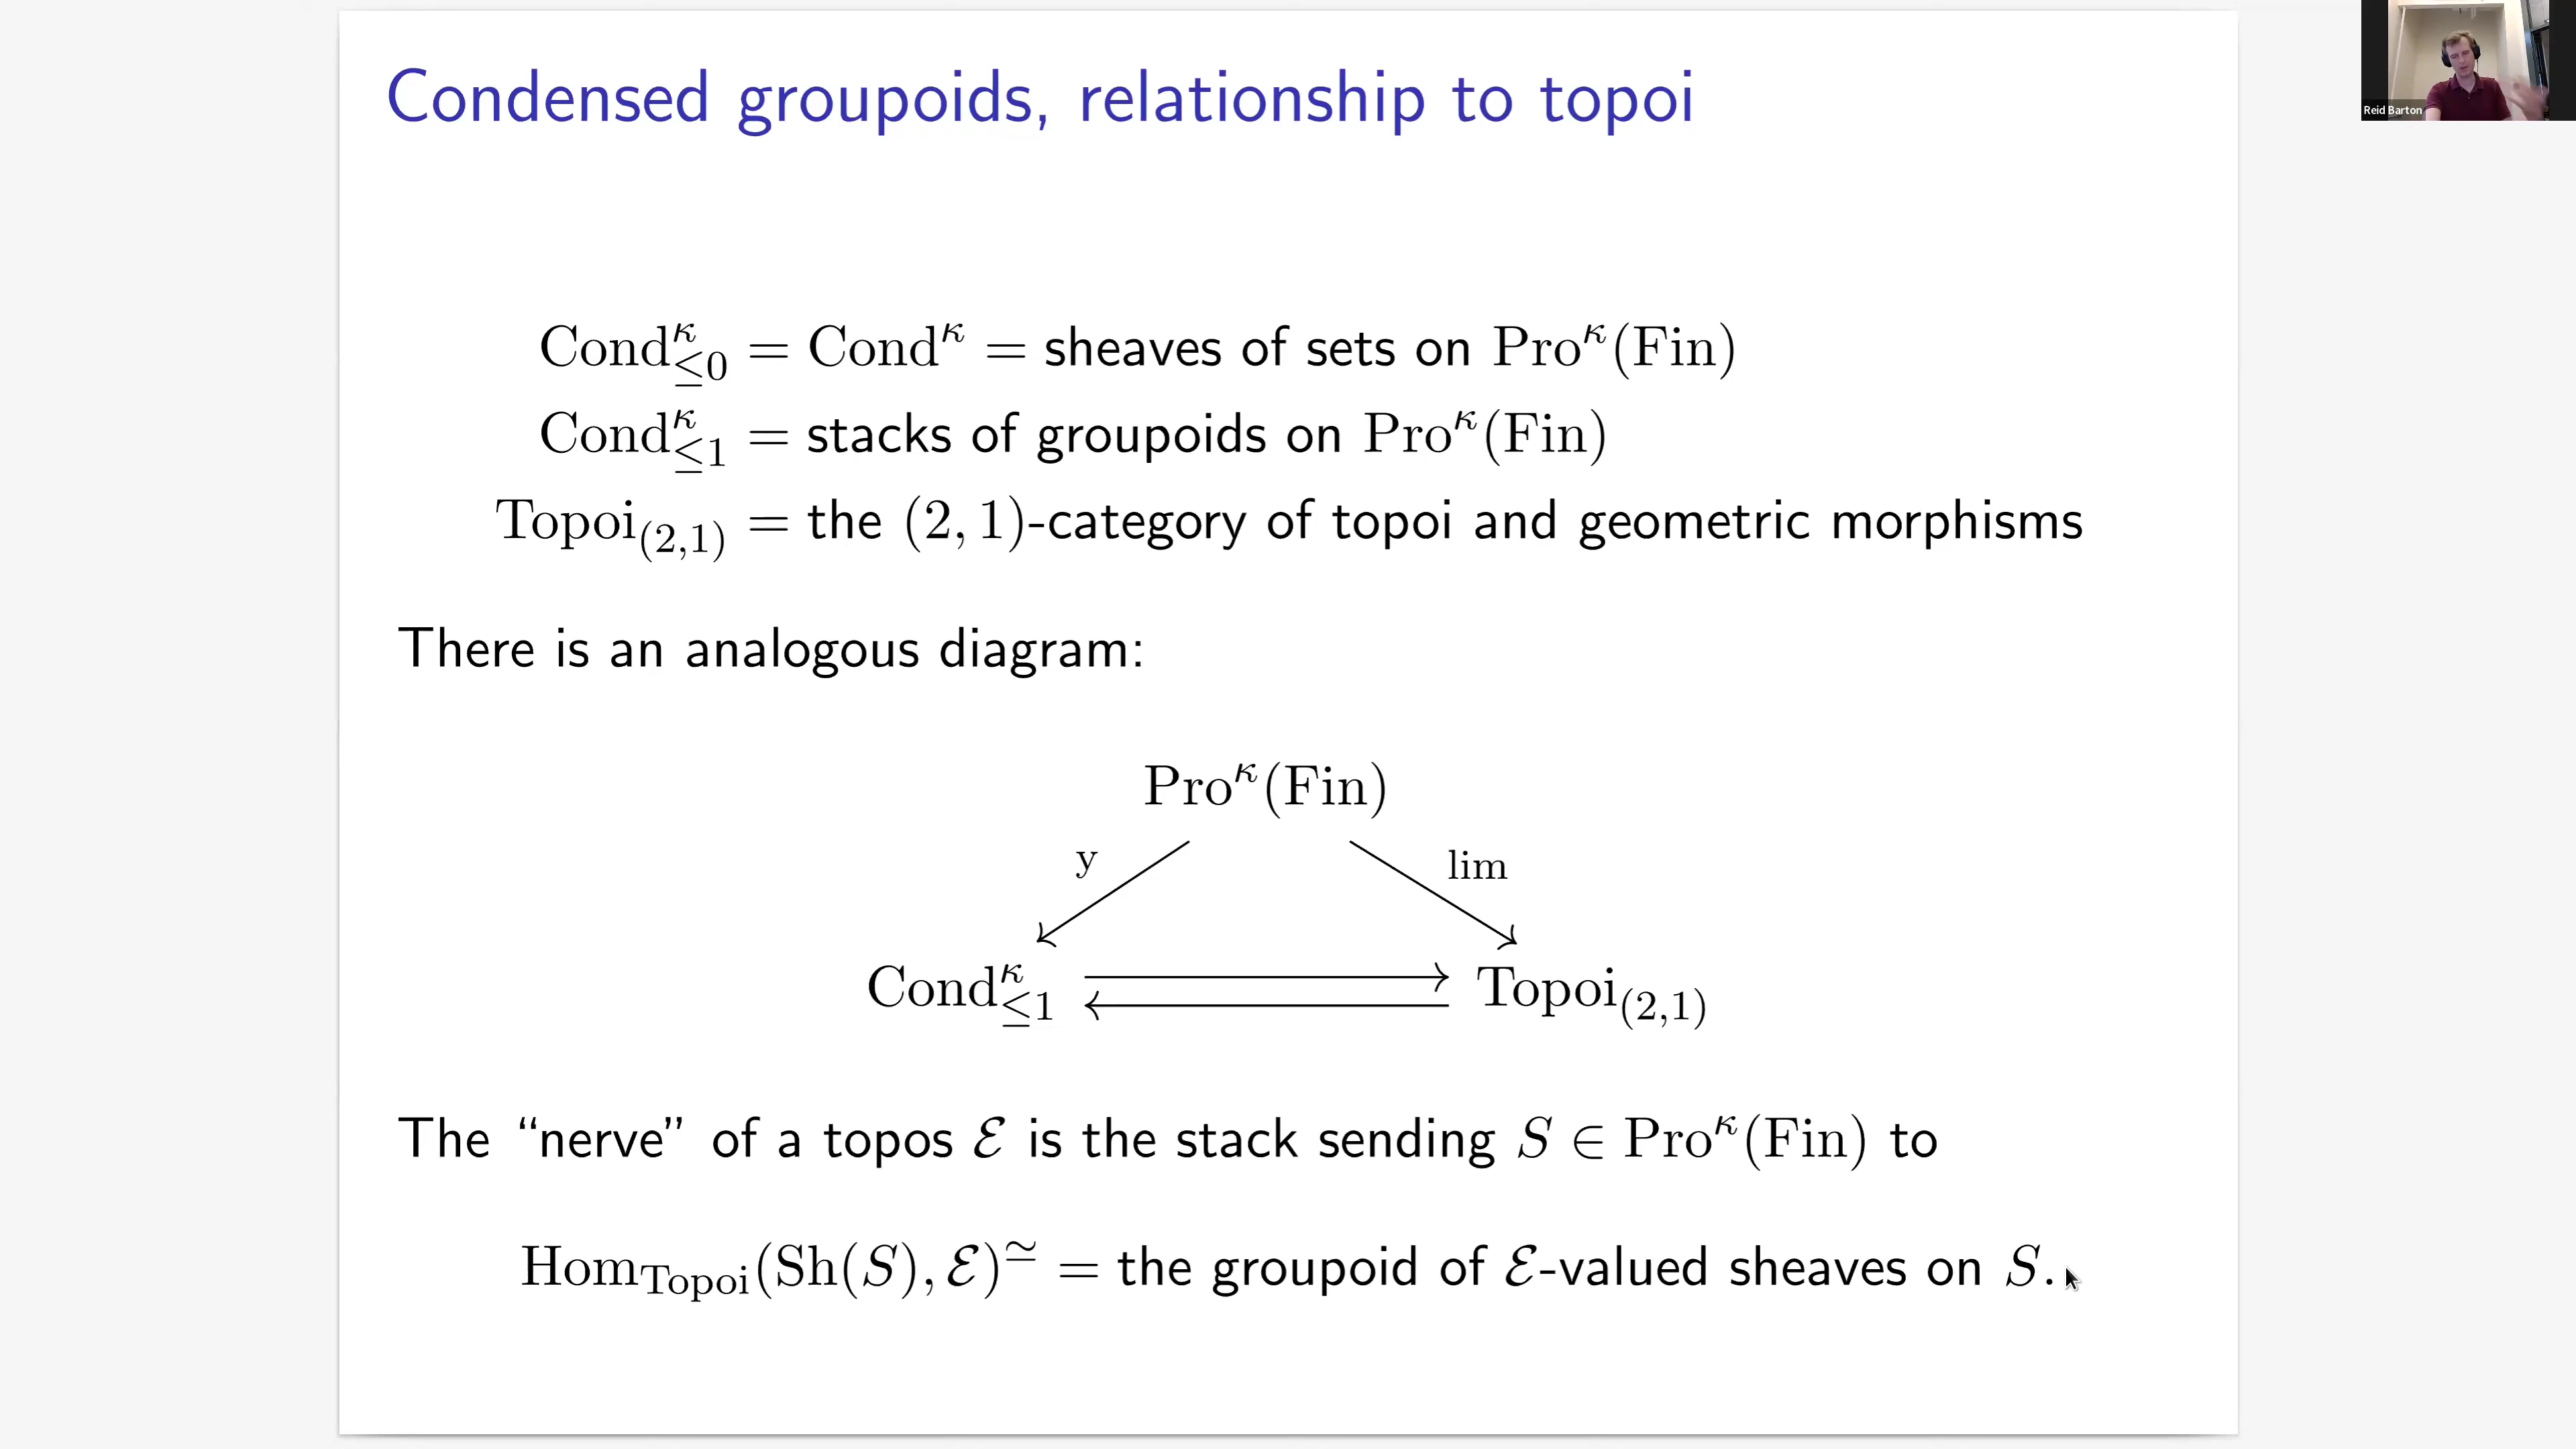 Condensed groupoids, relationship to topoi
Reid Barton
Cond^κ_{≤0} = Cond^κ = sheaves of sets on Pro^κ(Fin)
Cond^κ_{≤1} = stacks of groupoids on Pro^κ(Fin)
Topoi_{(2,1)} = the (2, 1)-category of topoi and geometric morphisms
There is an analogous diagram:
Pro^κ(Fin)
y lim
Cond^κ_{≤1} Topoi_{(2,1)}
The “nerve” of a topos ℰ is the stack sending S ∈ Pro^κ(Fin) to
Hom_{Topoi}(Sh(S), ℰ)^≃ = the groupoid of ℰ-valued sheaves on S.